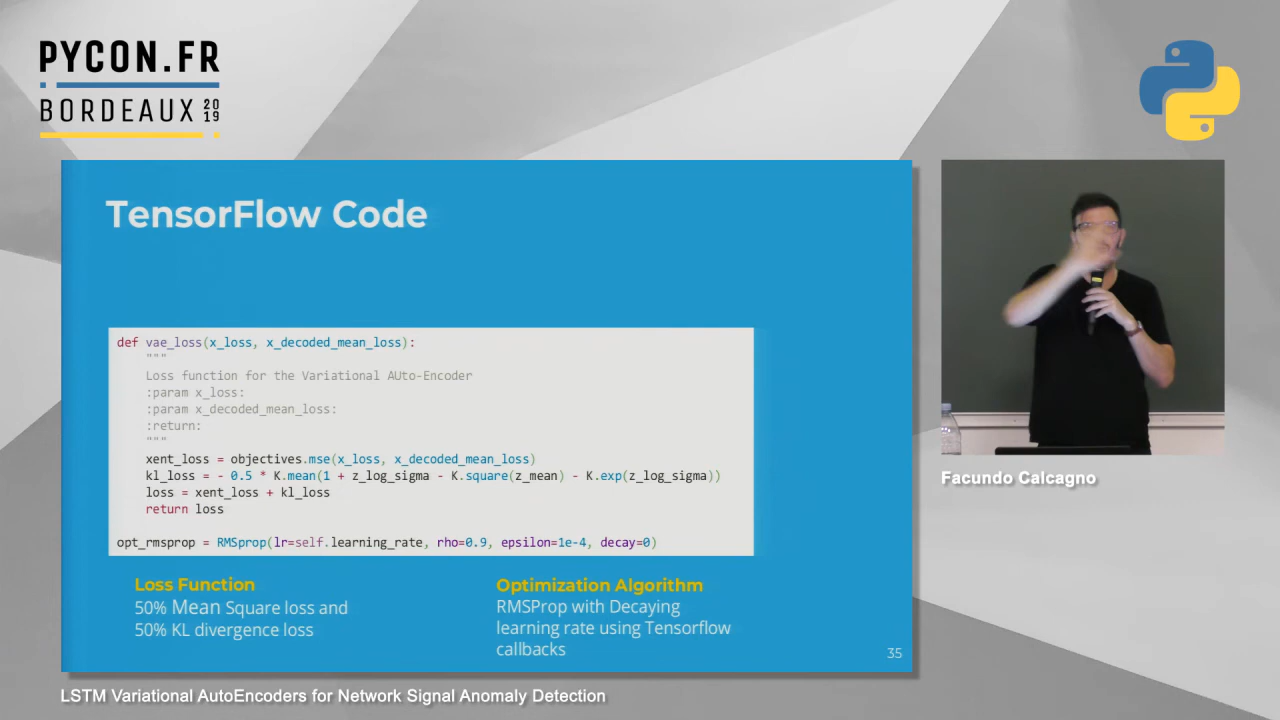 PYCON.FR
BORDEAUX 2019
TensorFlow Code
def vae_loss(x_loss, x_decoded_mean_loss):
    """
    Loss function for the Variational AUto-Encoder
    :param x_loss:
    :param x_decoded_mean_loss:
    :return:
    """
    xent_loss = objectives.mse(x_loss, x_decoded_mean_loss)
    kl_loss = - 0.5 * K.mean(1 + z_log_sigma - K.square(z_mean) - K.exp(z_log_sigma))
    loss = xent_loss + kl_loss
    return loss
opt_rmsprop = RMSprop(lr=self.learning_rate, rho=0.9, epsilon=1e-4, decay=0)
Loss Function
50% Mean Square loss and
50% KL divergence loss
Optimization Algorithm
RMSProp with Decaying
learning rate using Tensorflow
callbacks
35
Facundo Calcagno
LSTM Variational AutoEncoders for Network Signal Anomaly Detection